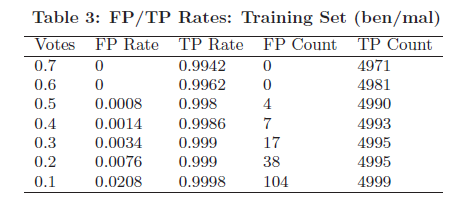 Table 3: FP/TP Rates: Training Set (ben/mal)
Votes FP Rate TP Rate FP Count TP Count
0.7 0 0.9942 0 4971
0.6 0 0.9962 0 4981
0.5 0.0008 0.998 4 4990
0.4 0.0014 0.9986 7 4993
0.3 0.0034 0.999 17 4995
0.2 0.0076 0.999 38 4995
0.1 0.0208 0.9998 104 4999